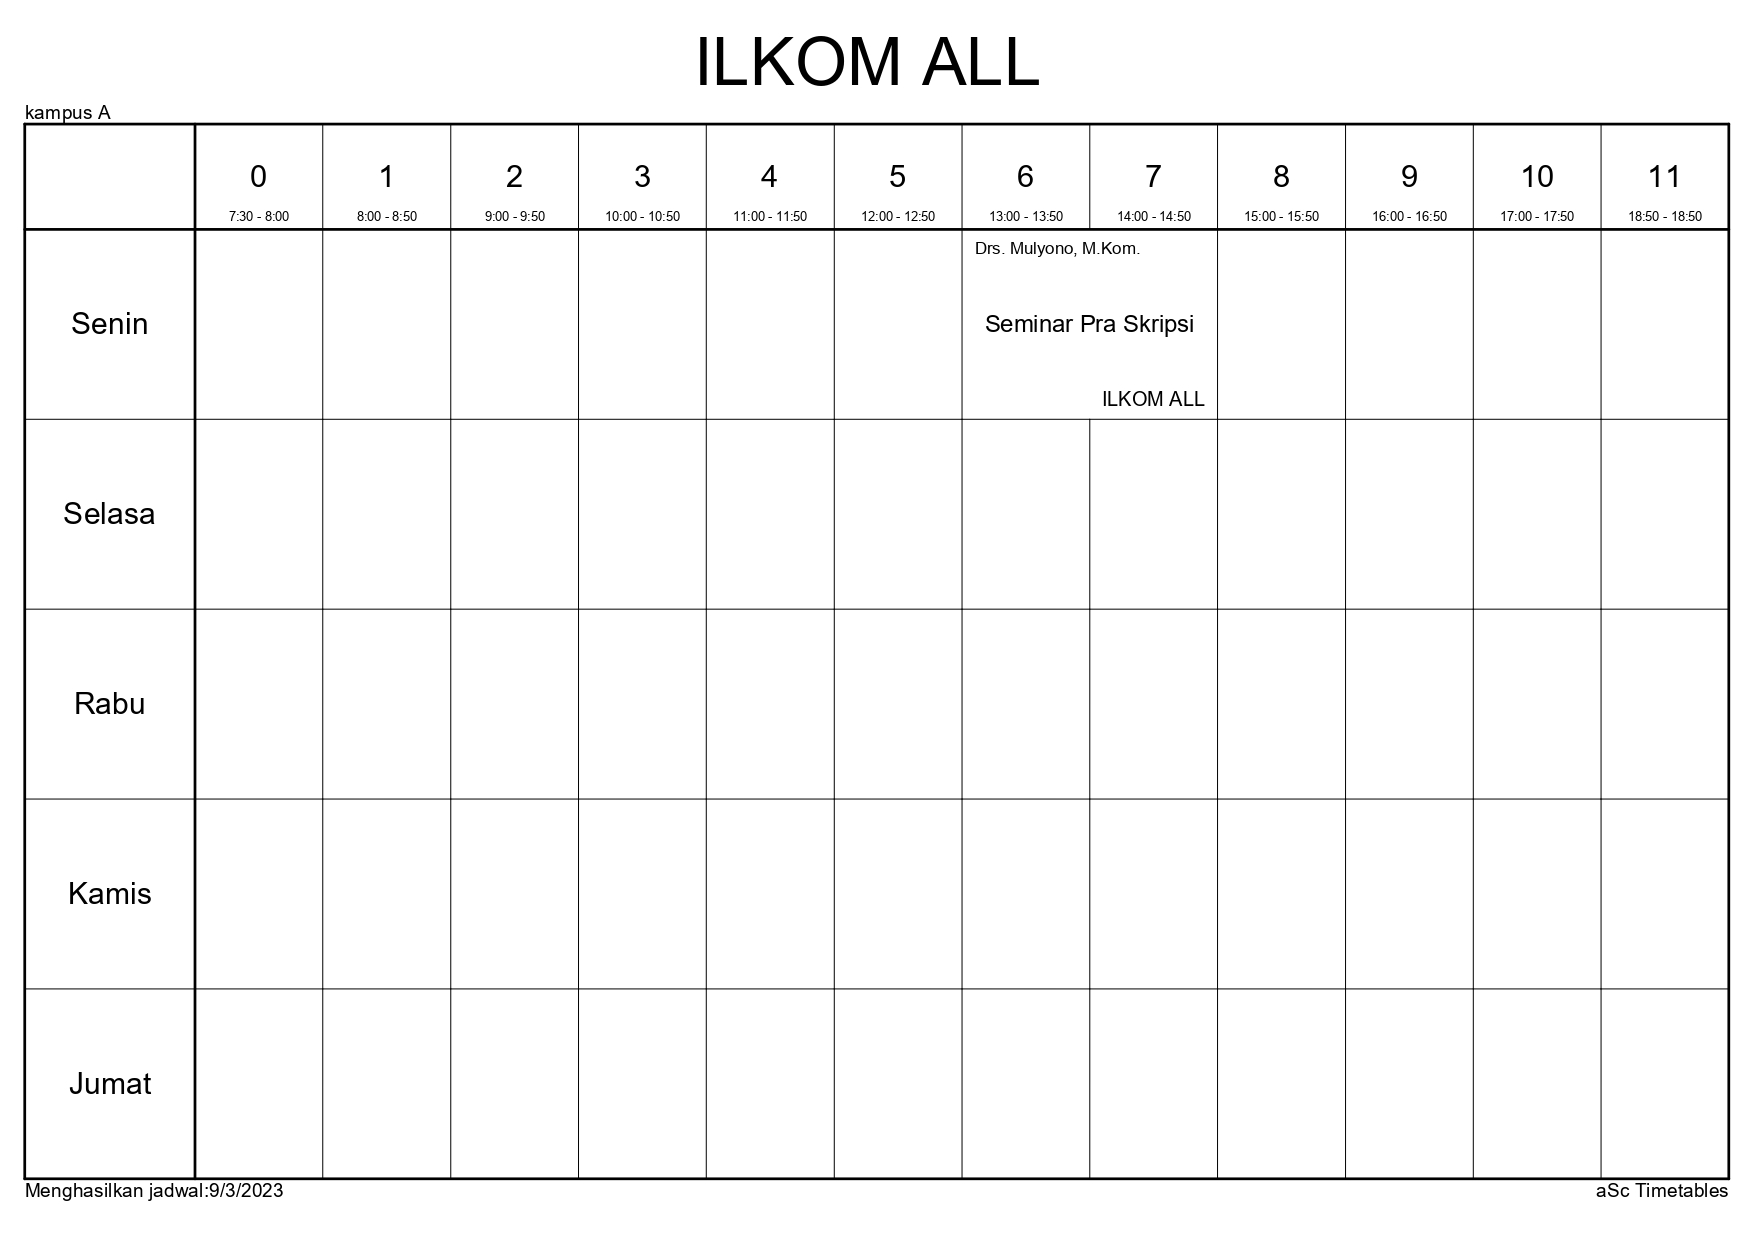 ILKOM ALL
kampus A
0 1 2 3 4 5 6 7 8 9 10 11
7:30 - 8:00 8:00 - 8:50 9:00 - 9:50 10:00 - 10:50 11:00 - 11:50 12:00 - 12:50 13:00 - 13:50 14:00 - 14:50 15:00 - 15:50 16:00 - 16:50 17:00 - 17:50 18:50 - 18:50
Drs. Mulyono, M.Kom.
Senin Seminar Pra Skripsi
ILKOM ALL
Selasa
Rabu
Kamis
Jumat
Menghasilkan jadwal:9/3/2023 aSc Timetables